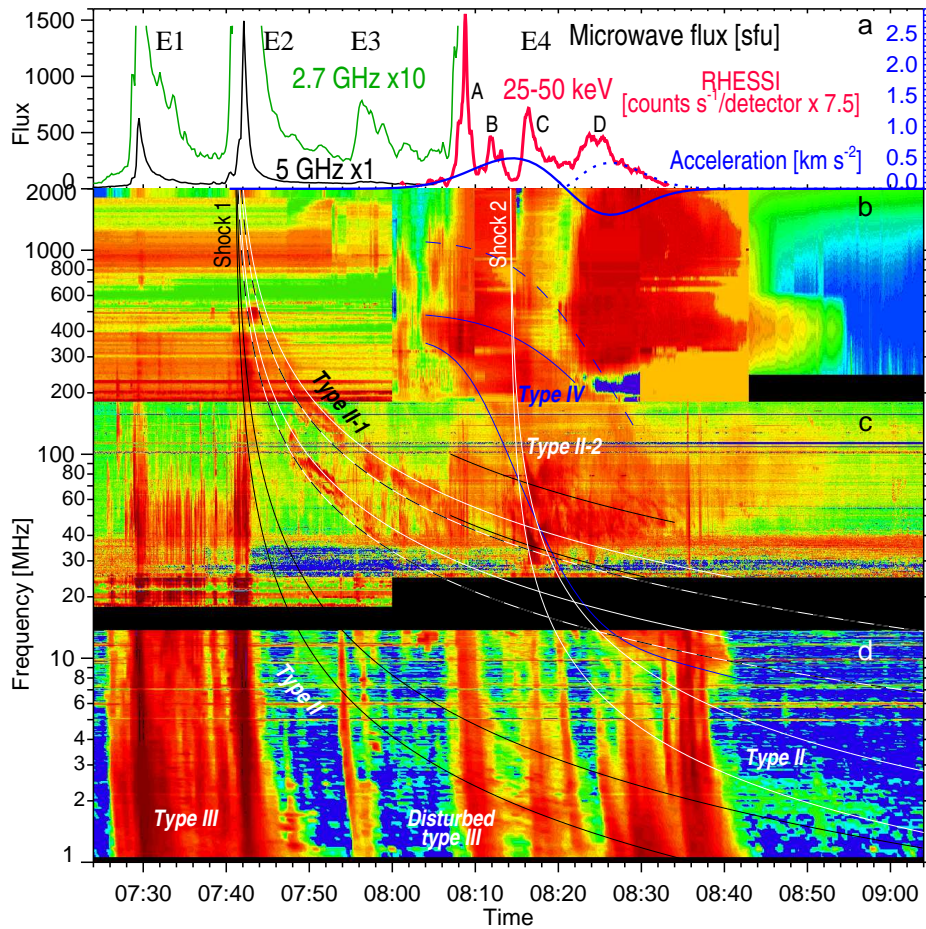 1500
1000
500
0
Flux
E1
E2
E3
E4
Microwave flux [sfu]
a
2.7 GHz x10
5 GHz x1
A
B
C
D
25-50 keV
RHESSI
[counts s⁻¹/detector x 7.5]
Acceleration [km s⁻²]
2.5
2.0
1.5
1.0
0.5
0.0
2000
1000
800
600
400
300
200
100
80
60
40
30
20
10
8
6
4
3
2
1
Frequency [MHz]
Shock 1
Shock 2
b
Type II-1
Type IV
c
Type II-2
d
Type II
Type II
Type III
Disturbed
type III
07:30 07:40 07:50 08:00 08:10 08:20 08:30 08:40 08:50 09:00
Time